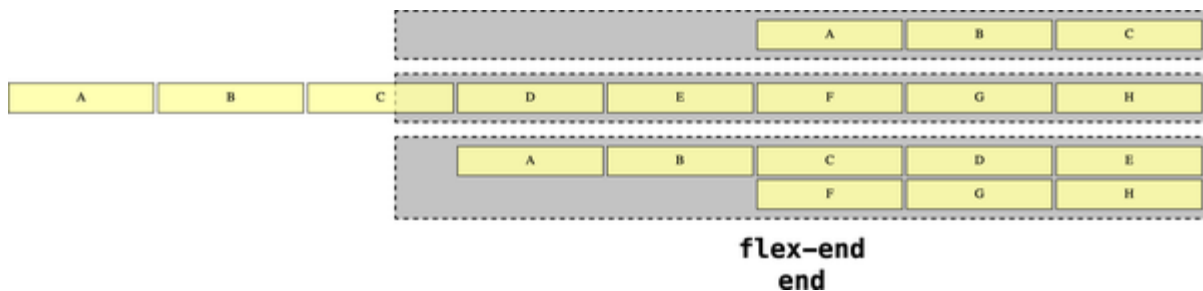 A B C
A B C D E F G H
A B C D E
F G H
flex-end
end